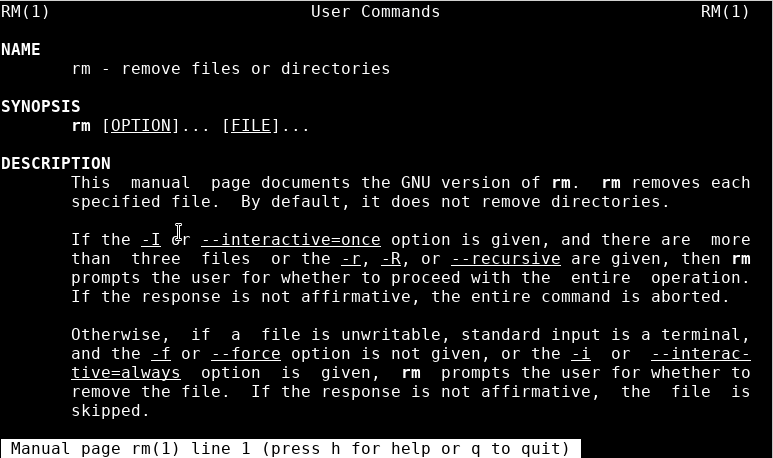 RM(1) User Commands RM(1)
NAME
rm - remove files or directories
SYNOPSIS
rm [OPTION]... [FILE]...
DESCRIPTION
This manual page documents the GNU version of rm. rm removes each
specified file. By default, it does not remove directories.
If the -I or --interactive=once option is given, and there are more
than three files or the -r, -R, or --recursive are given, then rm
prompts the user for whether to proceed with the entire operation.
If the response is not affirmative, the entire command is aborted.
Otherwise, if a file is unwritable, standard input is a terminal,
and the -f or --force option is not given, or the -i or --interac-
tive=always option is given, rm prompts the user for whether to
remove the file. If the response is not affirmative, the file is
skipped.
Manual page rm(1) line 1 (press h for help or q to quit)